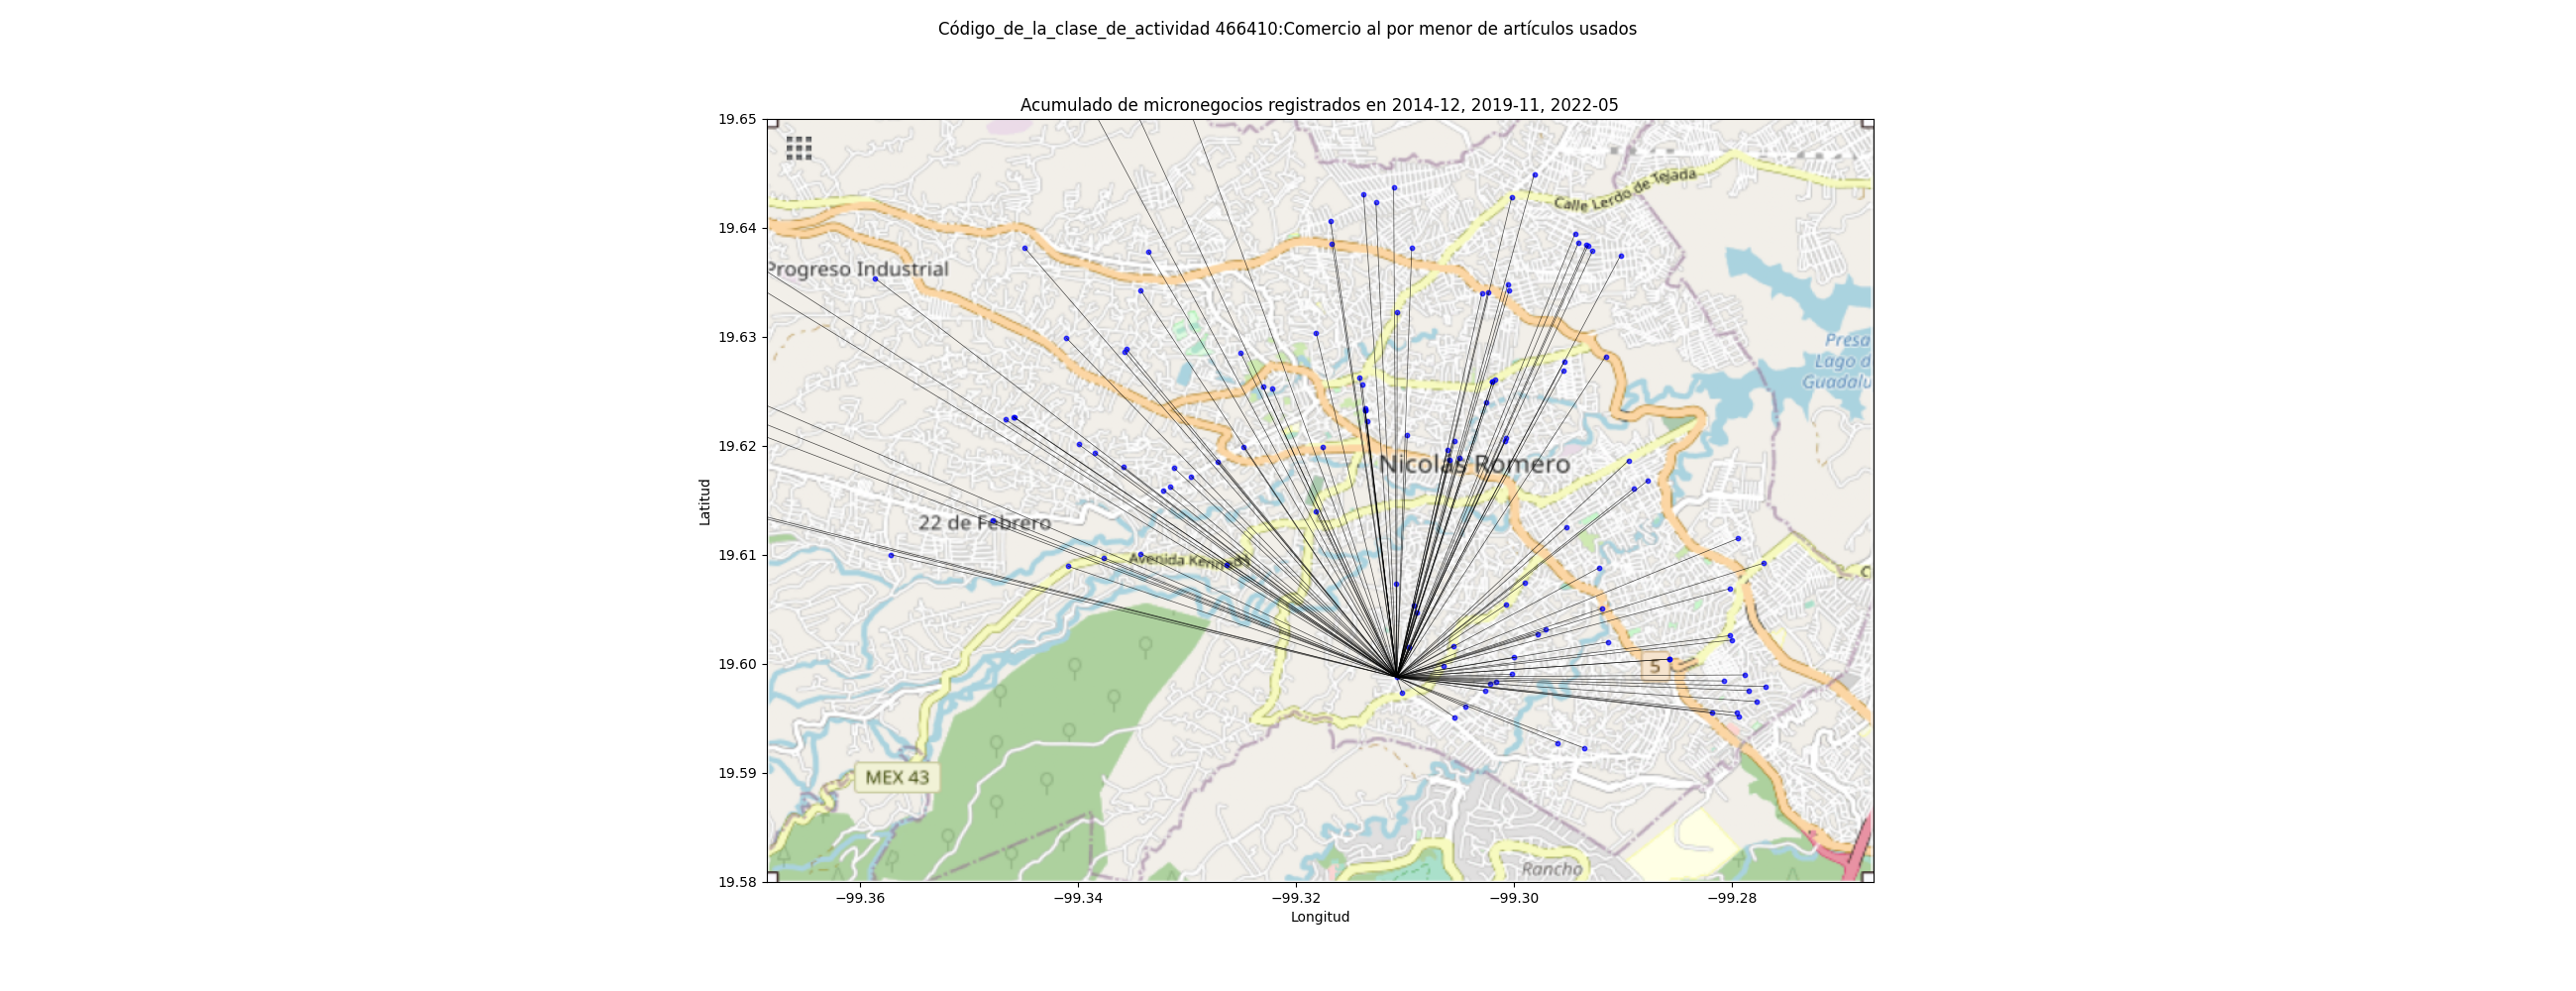 Código_de_la_clase_de_actividad 466410:Comercio al por menor de artículos usados
Acumulado de micronegocios registrados en 2014-12, 2019-11, 2022-05
19.65
19.64
19.63
19.62
19.61
19.60
19.59
19.58
Latitud
Calle Lerdo de Tejada
Progreso Industrial
Presa
Lago d
Guadalu
Nicolás Romero
22 de Febrero
Avenida
C
5
MEX 43
Rancho
−99.36
−99.34
−99.32
−99.30
−99.28
Longitud